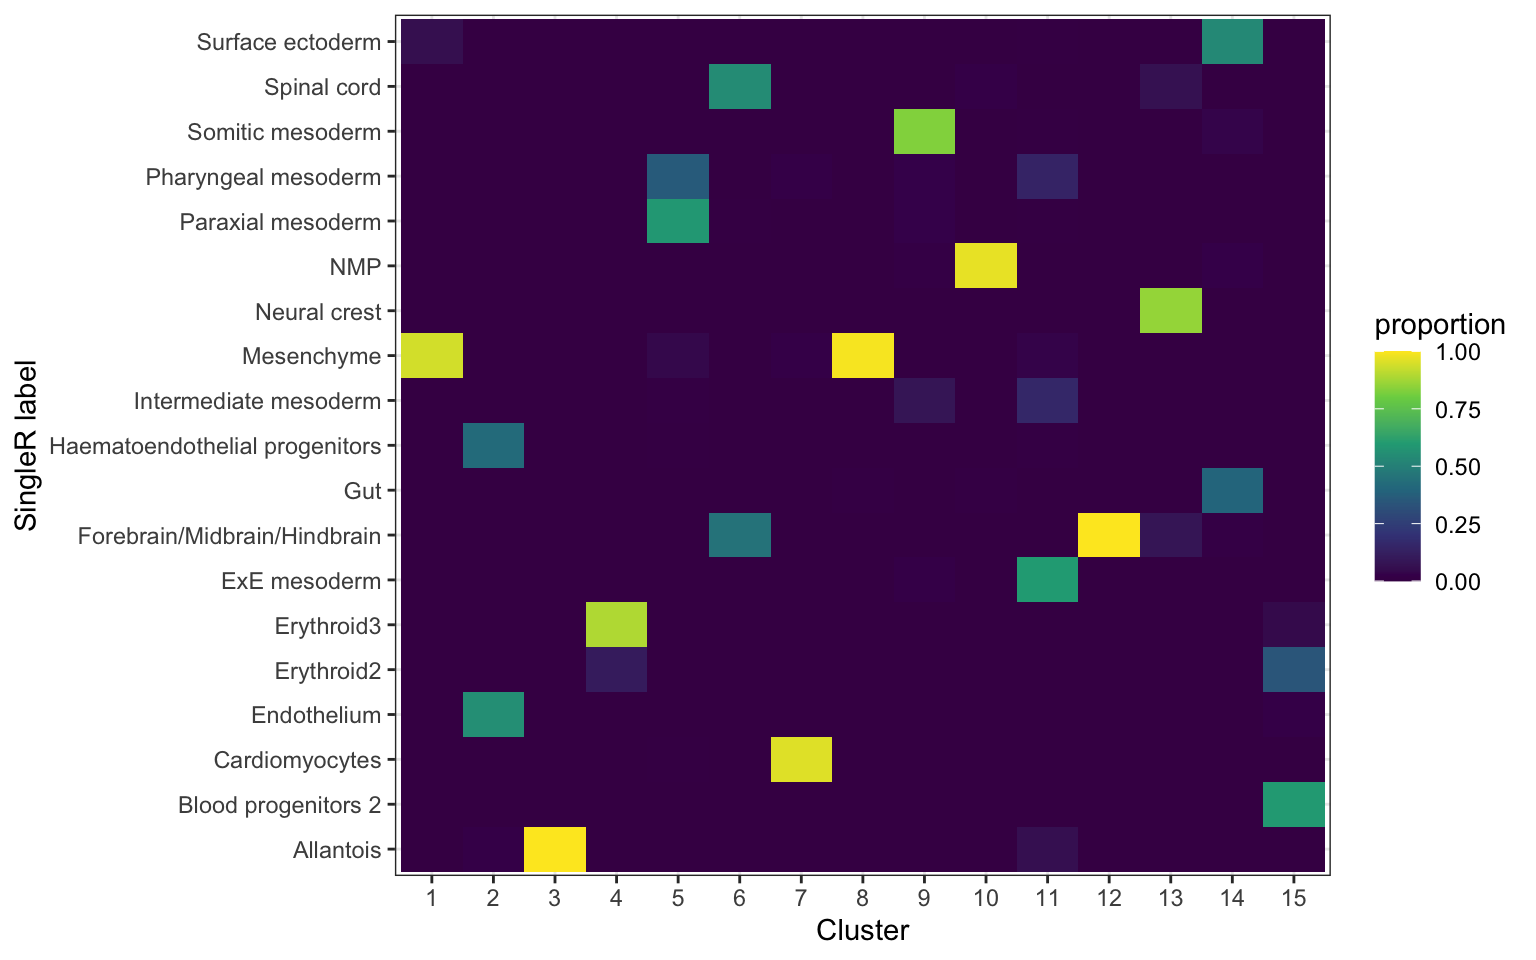 Surface ectoderm
Spinal cord
Somitic mesoderm
Pharyngeal mesoderm
Paraxial mesoderm
NMP
Neural crest
Mesenchyme
Intermediate mesoderm
Haematoendothelial progenitors
Gut
Forebrain/Midbrain/Hindbrain
ExE mesoderm
Erythroid3
Erythroid2
Endothelium
Cardiomyocytes
Blood progenitors 2
Allantois
SingleR label
1 2 3 4 5 6 7 8 9 10 11 12 13 14 15
Cluster
proportion
1.00
0.75
0.50
0.25
0.00